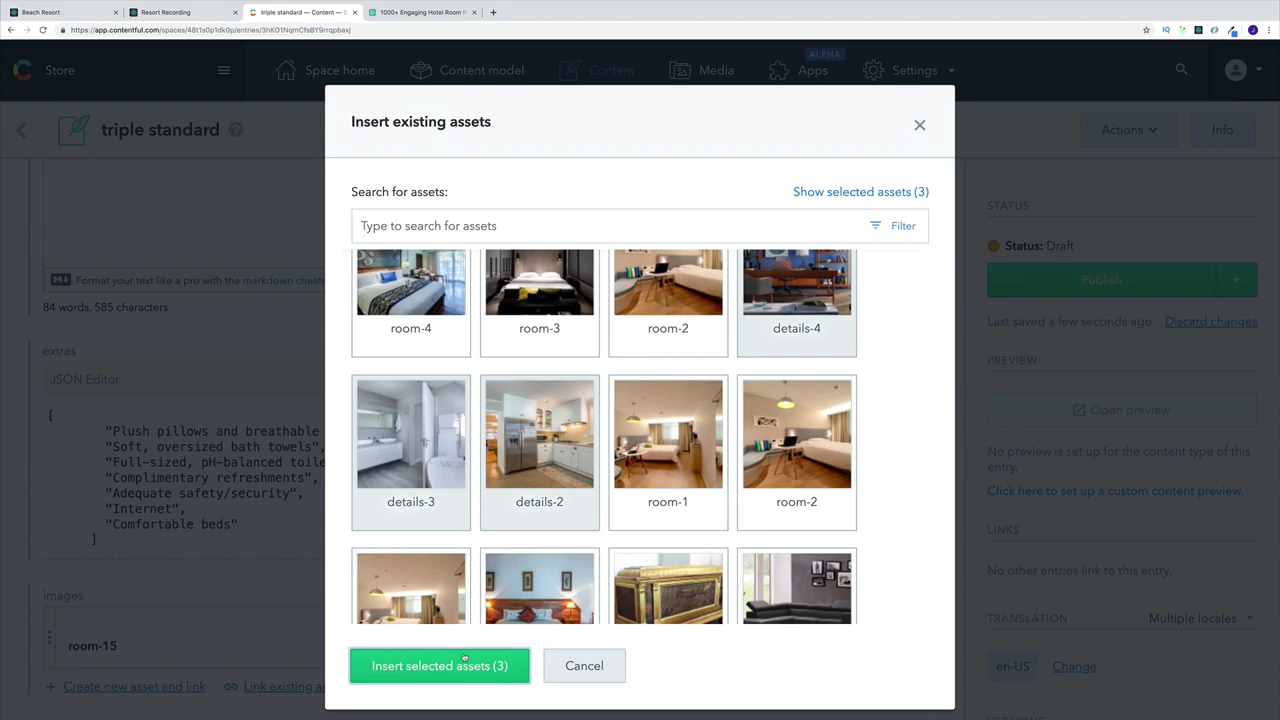 Beach Resort
Resort Recording
triple standard — Content — S
1000+ Engaging Hotel Room P
https://app.contentful.com/spaces/48t1s0p1dk0p/entries/3hKO1NqmCfsBY9rrqpbaxj
Store
Space home
Content model
Content
Media
ALPHA
Apps
Settings
triple standard
Actions
Info
Insert existing assets
Search for assets:
Show selected assets (3)
Type to search for assets
Filter
room-4
room-3
room-2
details-4
details-3
details-2
room-1
room-2
Insert selected assets (3)
Cancel
Format your text like a pro with the markdown cheats
84 words, 585 characters
extras
JSON Editor
[
"Plush pillows and breathable
"Soft, oversized bath towels",
"Full-sized, pH-balanced toile
"Complimentary refreshments",
"Adequate safety/security",
"Internet",
"Comfortable beds"
]
images
room-15
Create new asset and link
Link existing as
STATUS
Status: Draft
Publish
Last saved a few seconds ago
Discard changes
PREVIEW
Open preview
No preview is set up for the content type of this
entry.
Click here to set up a custom content preview.
LINKS
No other entries link to this entry.
TRANSLATION
Multiple locales
en-US
Change
VERSIONS